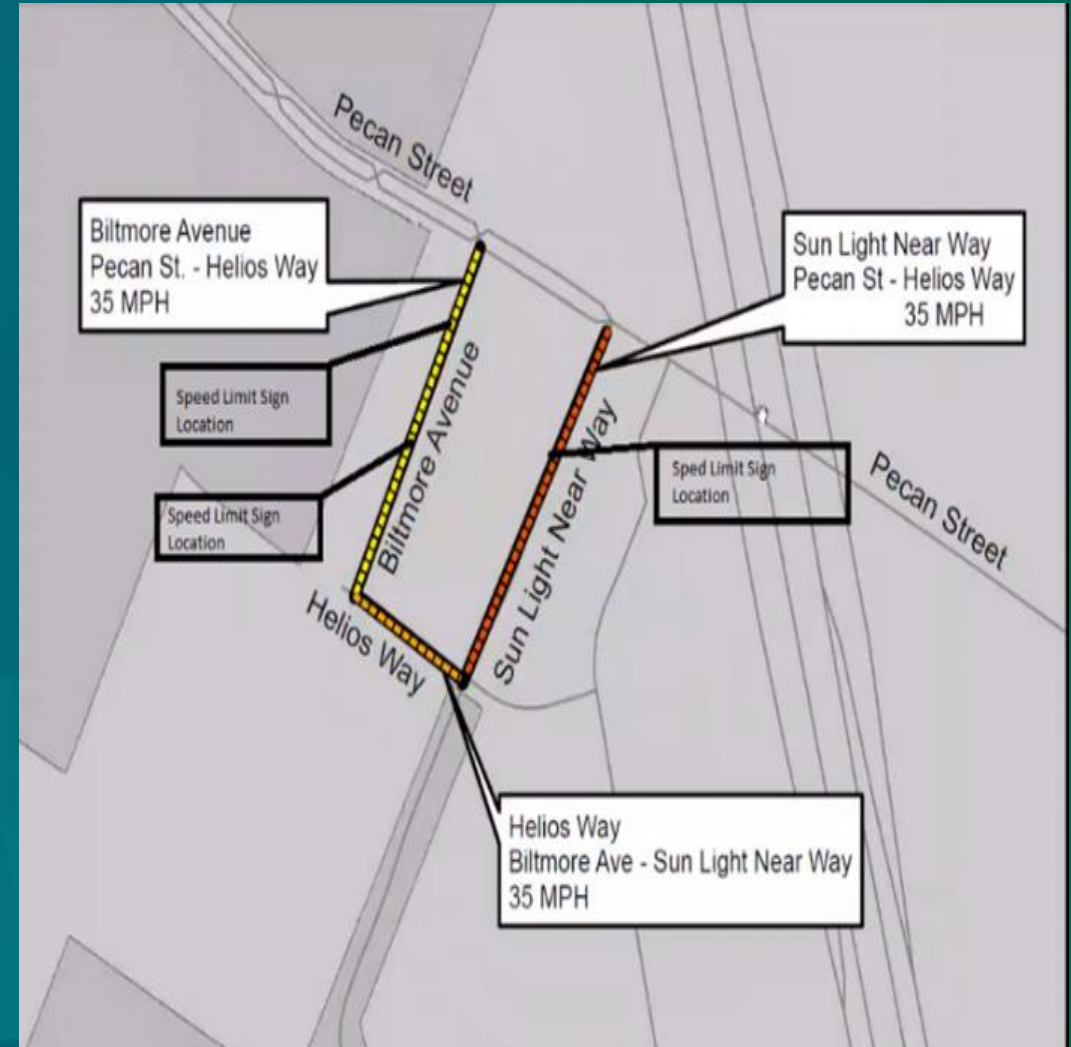 Pecan Street
Biltmore Avenue
Pecan St. - Helios Way
35 MPH
Sun Light Near Way
Pecan St - Helios Way
35 MPH
Speed Limit Sign
Location
Speed Limit Sign
Location
Sped Limit Sign
Location
Biltmore Avenue
Sun Light Near Way
Pecan Street
Helios Way
Helios Way
Biltmore Ave - Sun Light Near Way
35 MPH